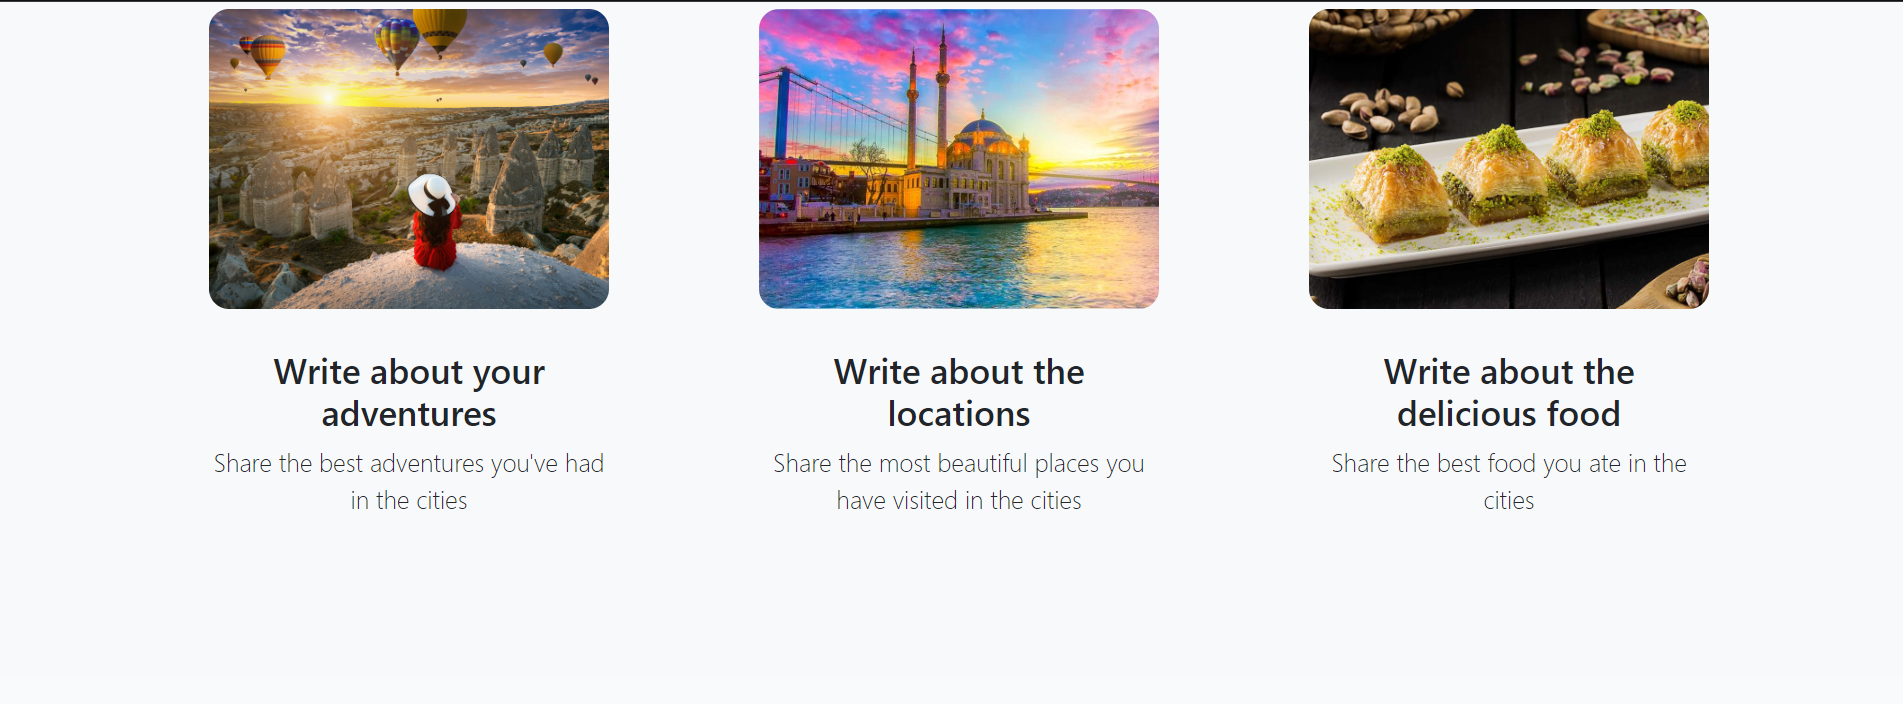 Write about your
adventures
Share the best adventures you've had
in the cities
Write about the
locations
Share the most beautiful places you
have visited in the cities
Write about the
delicious food
Share the best food you ate in the
cities